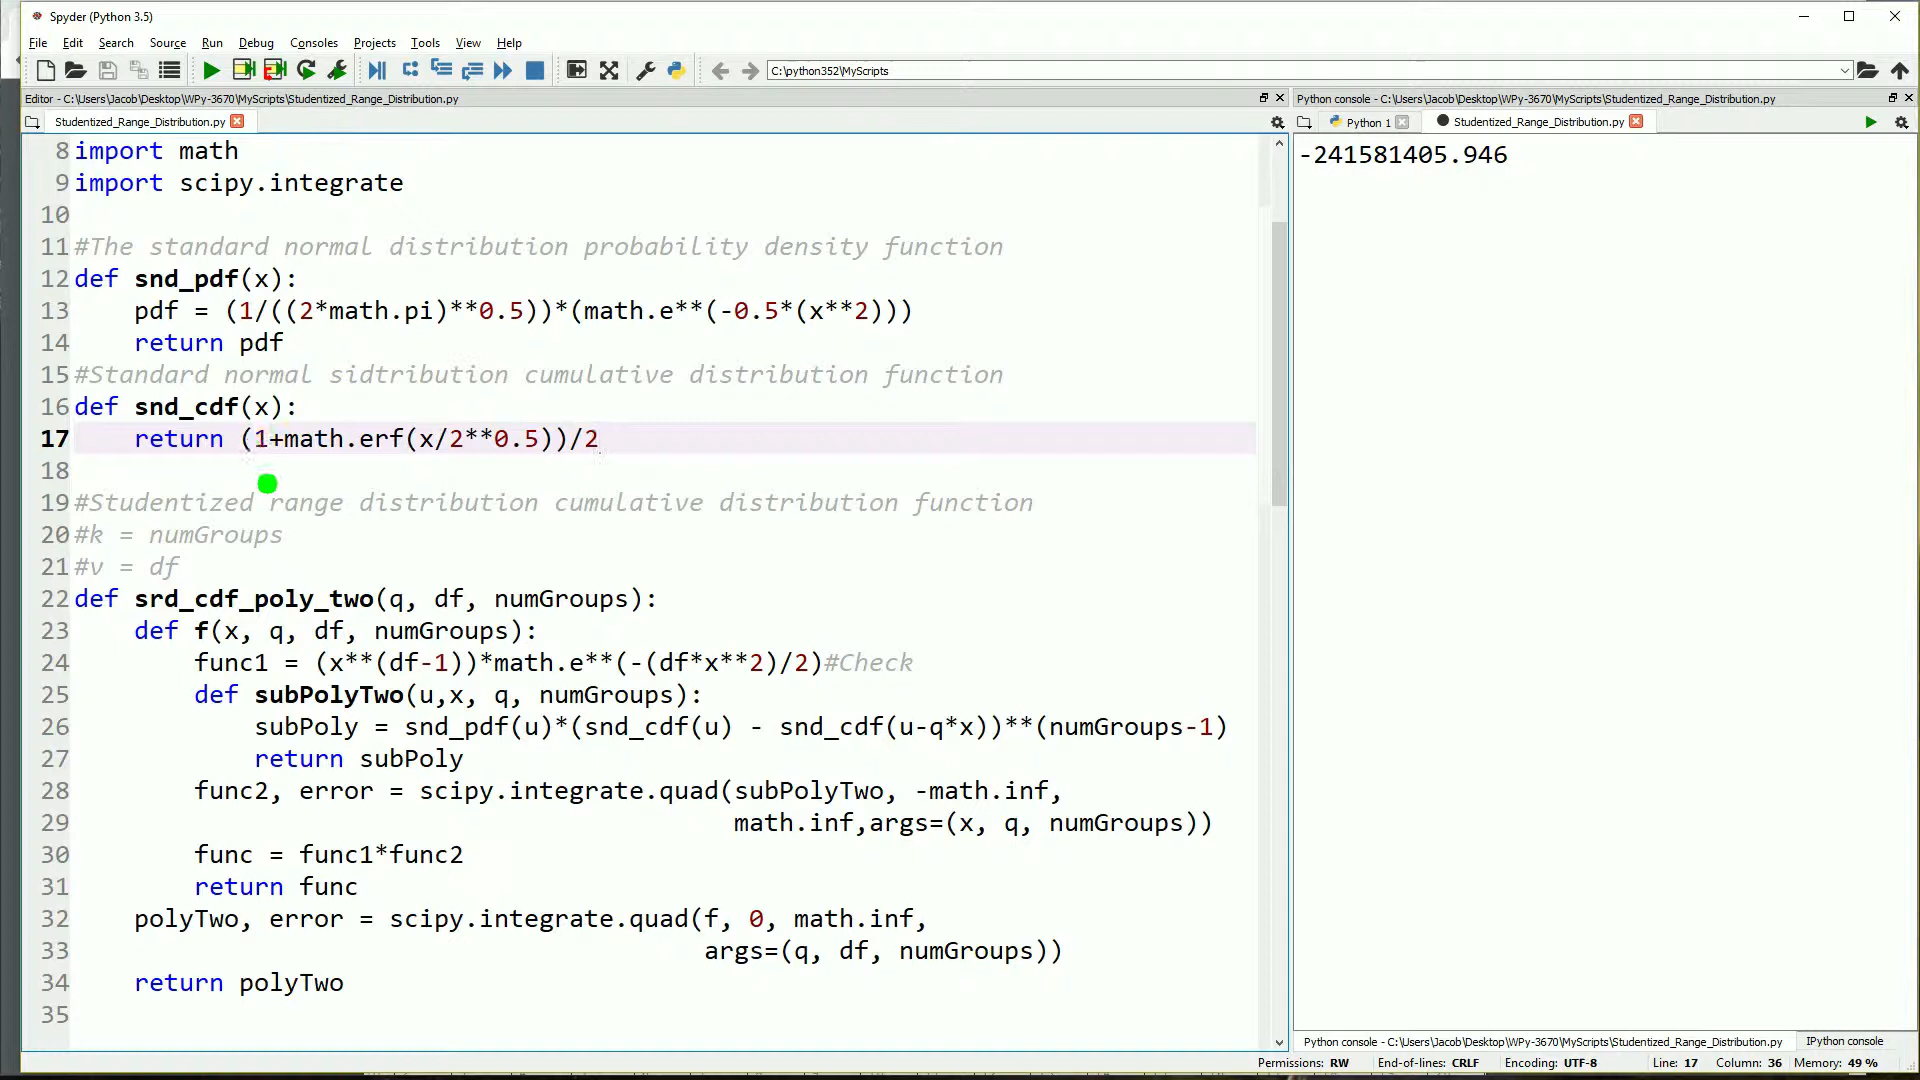 Spyder (Python 3.5)
File Edit Search Source Run Debug Consoles Projects Tools View Help
C:\python352\MyScripts
Editor - C:\Users\Jacob\Desktop\WPy-3670\MyScripts\Studentized_Range_Distribution.py
Python console - C:\Users\Jacob\Desktop\WPy-3670\MyScripts\Studentized_Range_Distribution.py
Studentized_Range_Distribution.py
Python 1 Studentized_Range_Distribution.py
8 import math
9 import scipy.integrate
10
11 #The standard normal distribution probability density function
12 def snd_pdf(x):
13     pdf = (1/((2*math.pi)**0.5))*(math.e**(-0.5*(x**2)))
14     return pdf
15 #Standard normal sidtribution cumulative distribution function
16 def snd_cdf(x):
17     return (1+math.erf(x/2**0.5))/2
18
19 #Studentized range distribution cumulative distribution function
20 #k = numGroups
21 #v = df
22 def srd_cdf_poly_two(q, df, numGroups):
23     def f(x, q, df, numGroups):
24         func1 = (x**(df-1))*math.e**(-(df*x**2)/2)#Check
25         def subPolyTwo(u,x, q, numGroups):
26             subPoly = snd_pdf(u)*(snd_cdf(u) - snd_cdf(u-q*x))**(numGroups-1)
27             return subPoly
28         func2, error = scipy.integrate.quad(subPolyTwo, -math.inf,
29                                             math.inf,args=(x, q, numGroups))
30         func = func1*func2
31         return func
32     polyTwo, error = scipy.integrate.quad(f, 0, math.inf,
33                                           args=(q, df, numGroups))
34     return polyTwo
35
-241581405.946
Python console - C:\Users\Jacob\Desktop\WPy-3670\MyScripts\Studentized_Range_Distribution.py IPython console
Permissions: RW End-of-lines: CRLF Encoding: UTF-8 Line: 17 Column: 36 Memory: 49 %